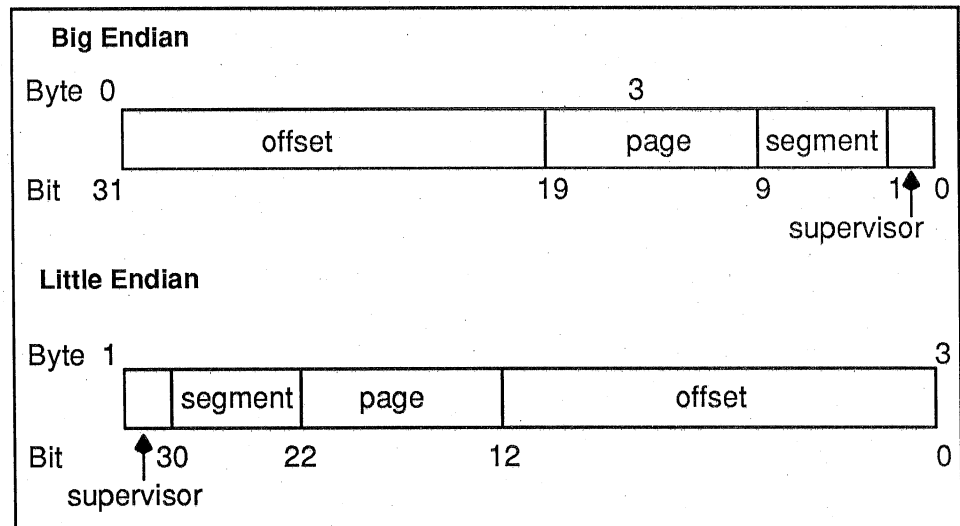 Big Endian
Byte 0 3
offset page segment
Bit 31 19 9 1 0
supervisor
Little Endian
Byte 1 3
segment page offset
Bit 30 22 12 0
supervisor